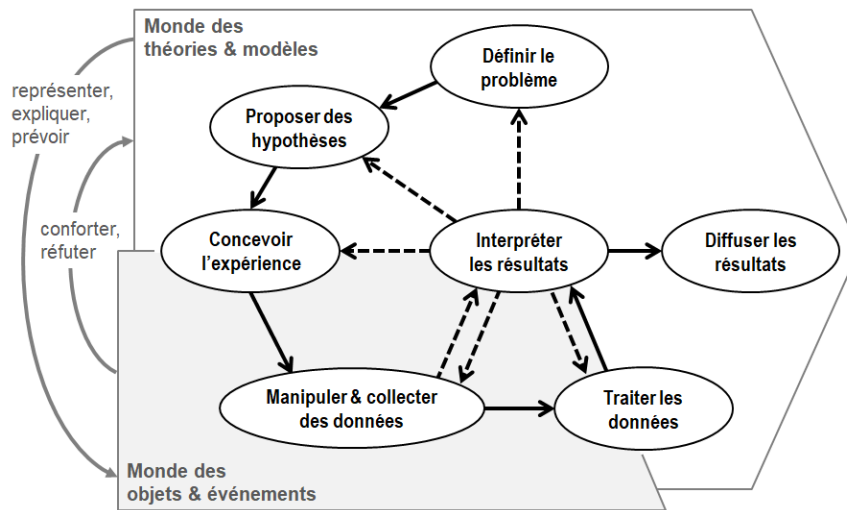 Monde des
théories & modèles
Définir le
problème
représenter,
expliquer,
prévoir
Proposer des
hypothèses
conforter,
réfuter
Concevoir
l'expérience
Interpréter
les résultats
Diffuser les
résultats
Manipuler & collecter
des données
Traiter les
données
Monde des
objets & événements